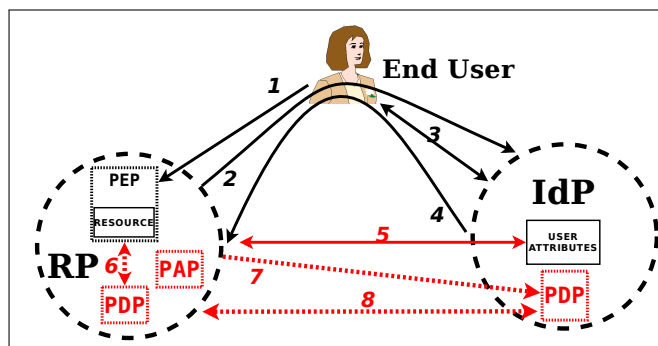 End User
1
2
3
4
PEP
RESOURCE
RP
6
PAP
PDP
IdP
USER
ATTRIBUTES
PDP
5
7
8